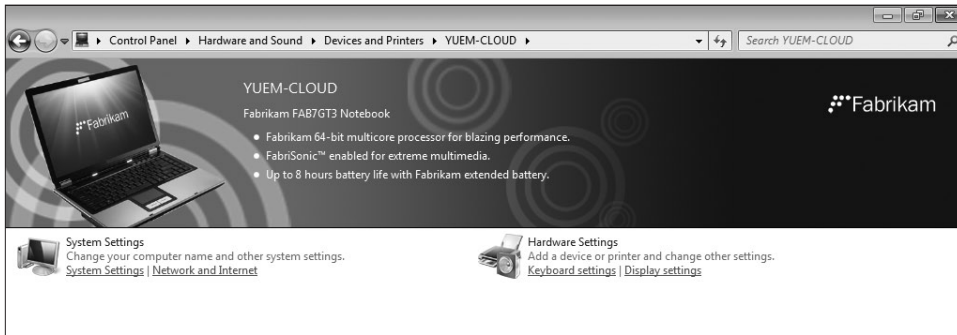 Control Panel ▸ Hardware and Sound ▸ Devices and Printers ▸ YUEM-CLOUD ▸
Search YUEM-CLOUD
YUEM-CLOUD
Fabrikam FAB7GT3 Notebook
• Fabrikam 64-bit multicore processor for blazing performance.
• FabriSonic™ enabled for extreme multimedia.
• Up to 8 hours battery life with Fabrikam extended battery.
Fabrikam
Fabrikam
System Settings
Change your computer name and other system settings.
System Settings | Network and Internet
Hardware Settings
Add a device or printer and change other settings.
Keyboard settings | Display settings